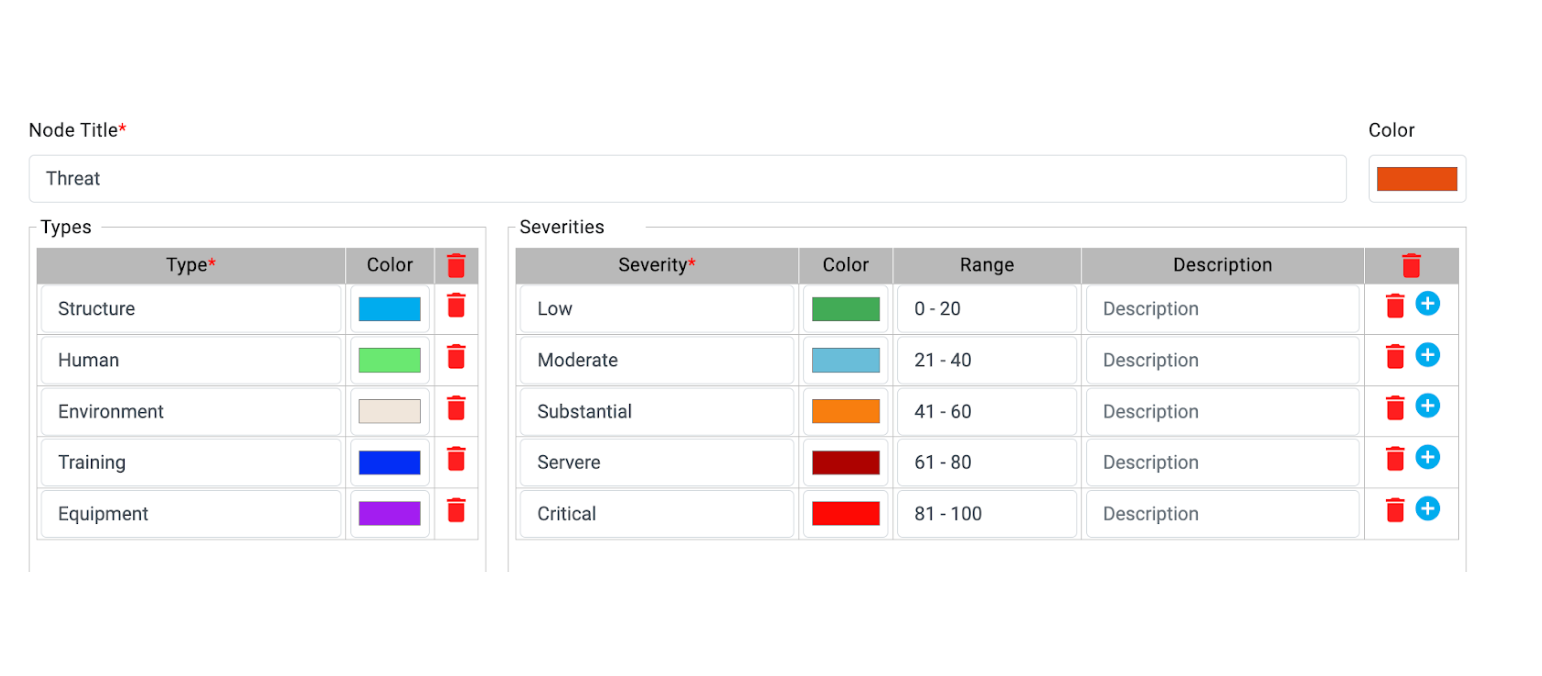 Node Title* Color
Threat
Types Severities
Type* Color Severity* Color Range Description
Structure Low 0 - 20 Description
Human Moderate 21 - 40 Description
Environment Substantial 41 - 60 Description
Training Servere 61 - 80 Description
Equipment Critical 81 - 100 Description